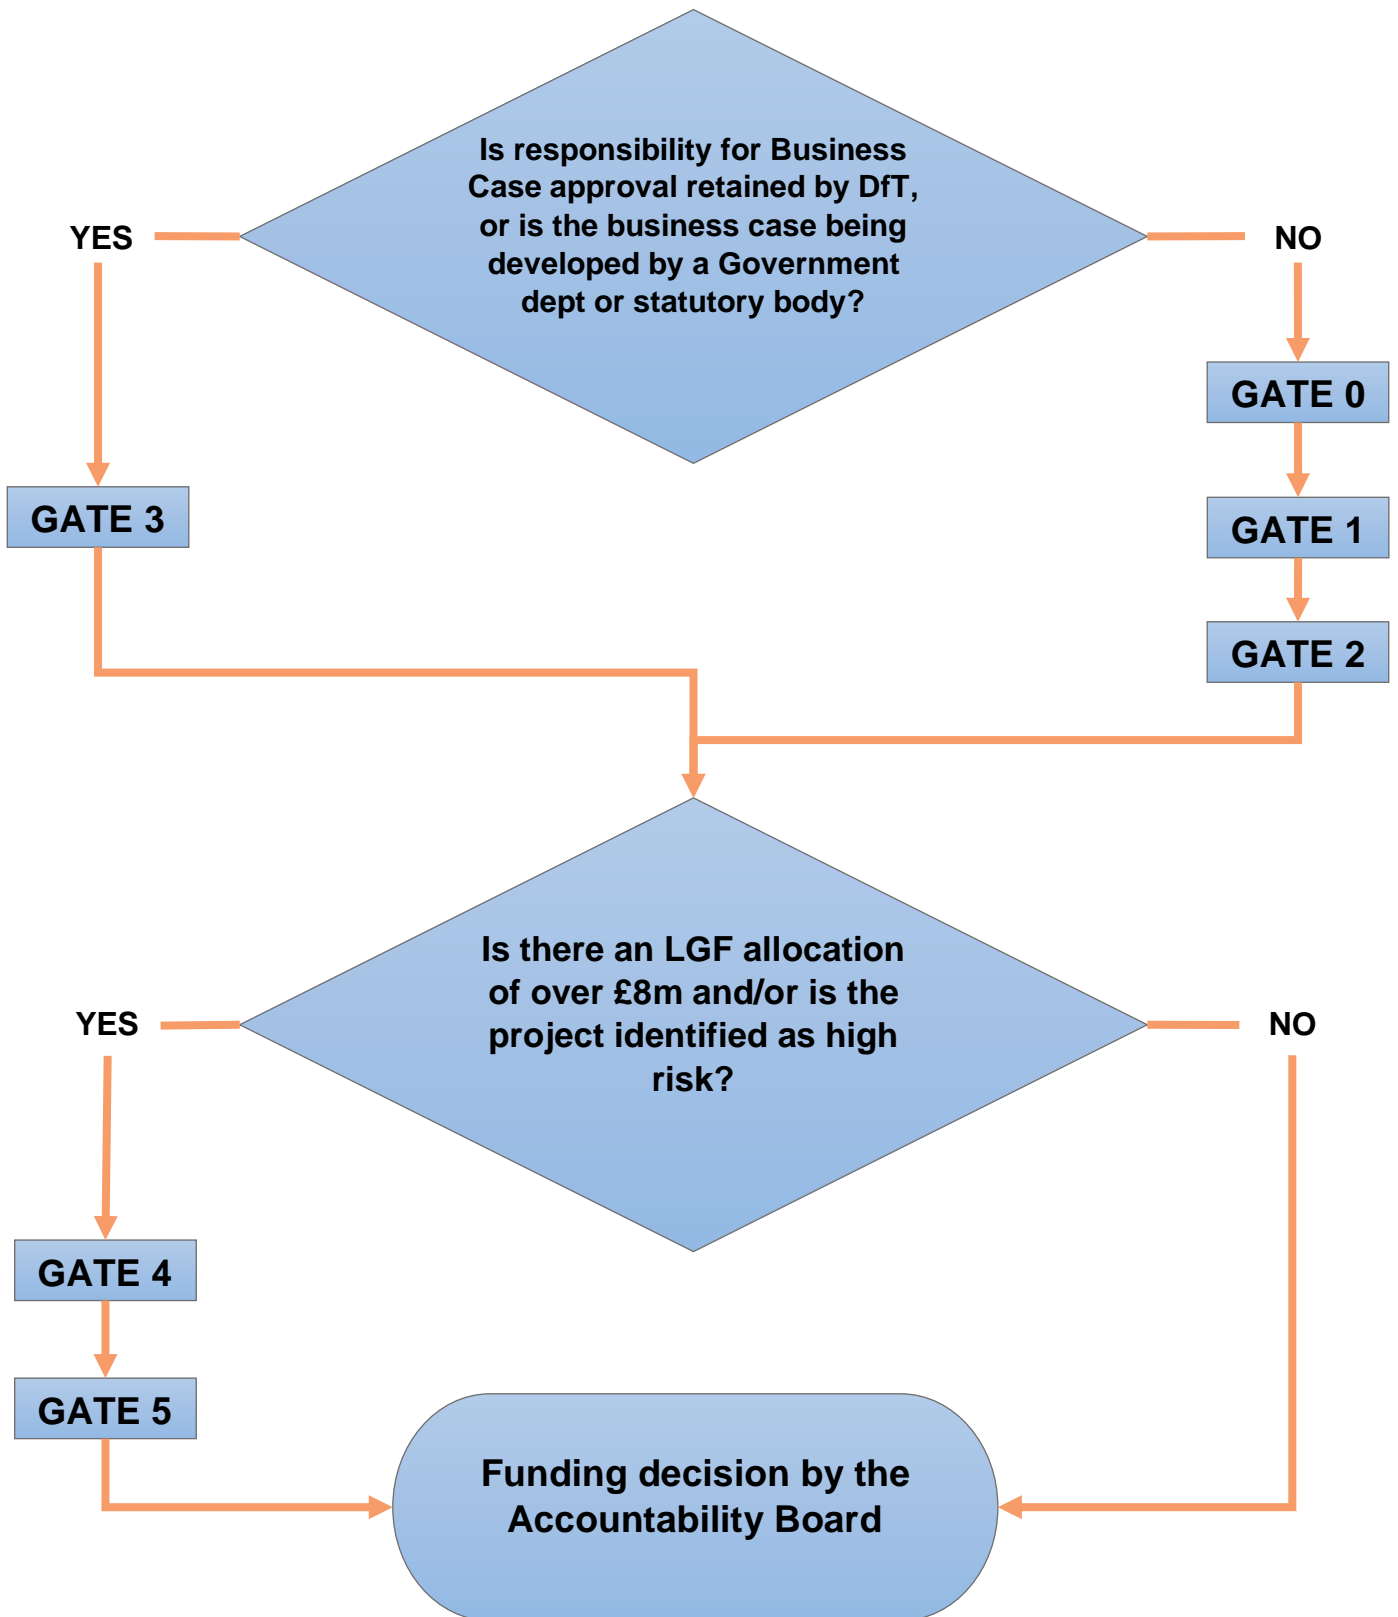 Is responsibility for Business
Case approval retained by DfT,
or is the business case being
developed by a Government
dept or statutory body?
YES
NO
GATE 0
GATE 3
GATE 1
GATE 2
Is there an LGF allocation
of over £8m and/or is the
project identified as high
risk?
YES
NO
GATE 4
GATE 5
Funding decision by the
Accountability Board